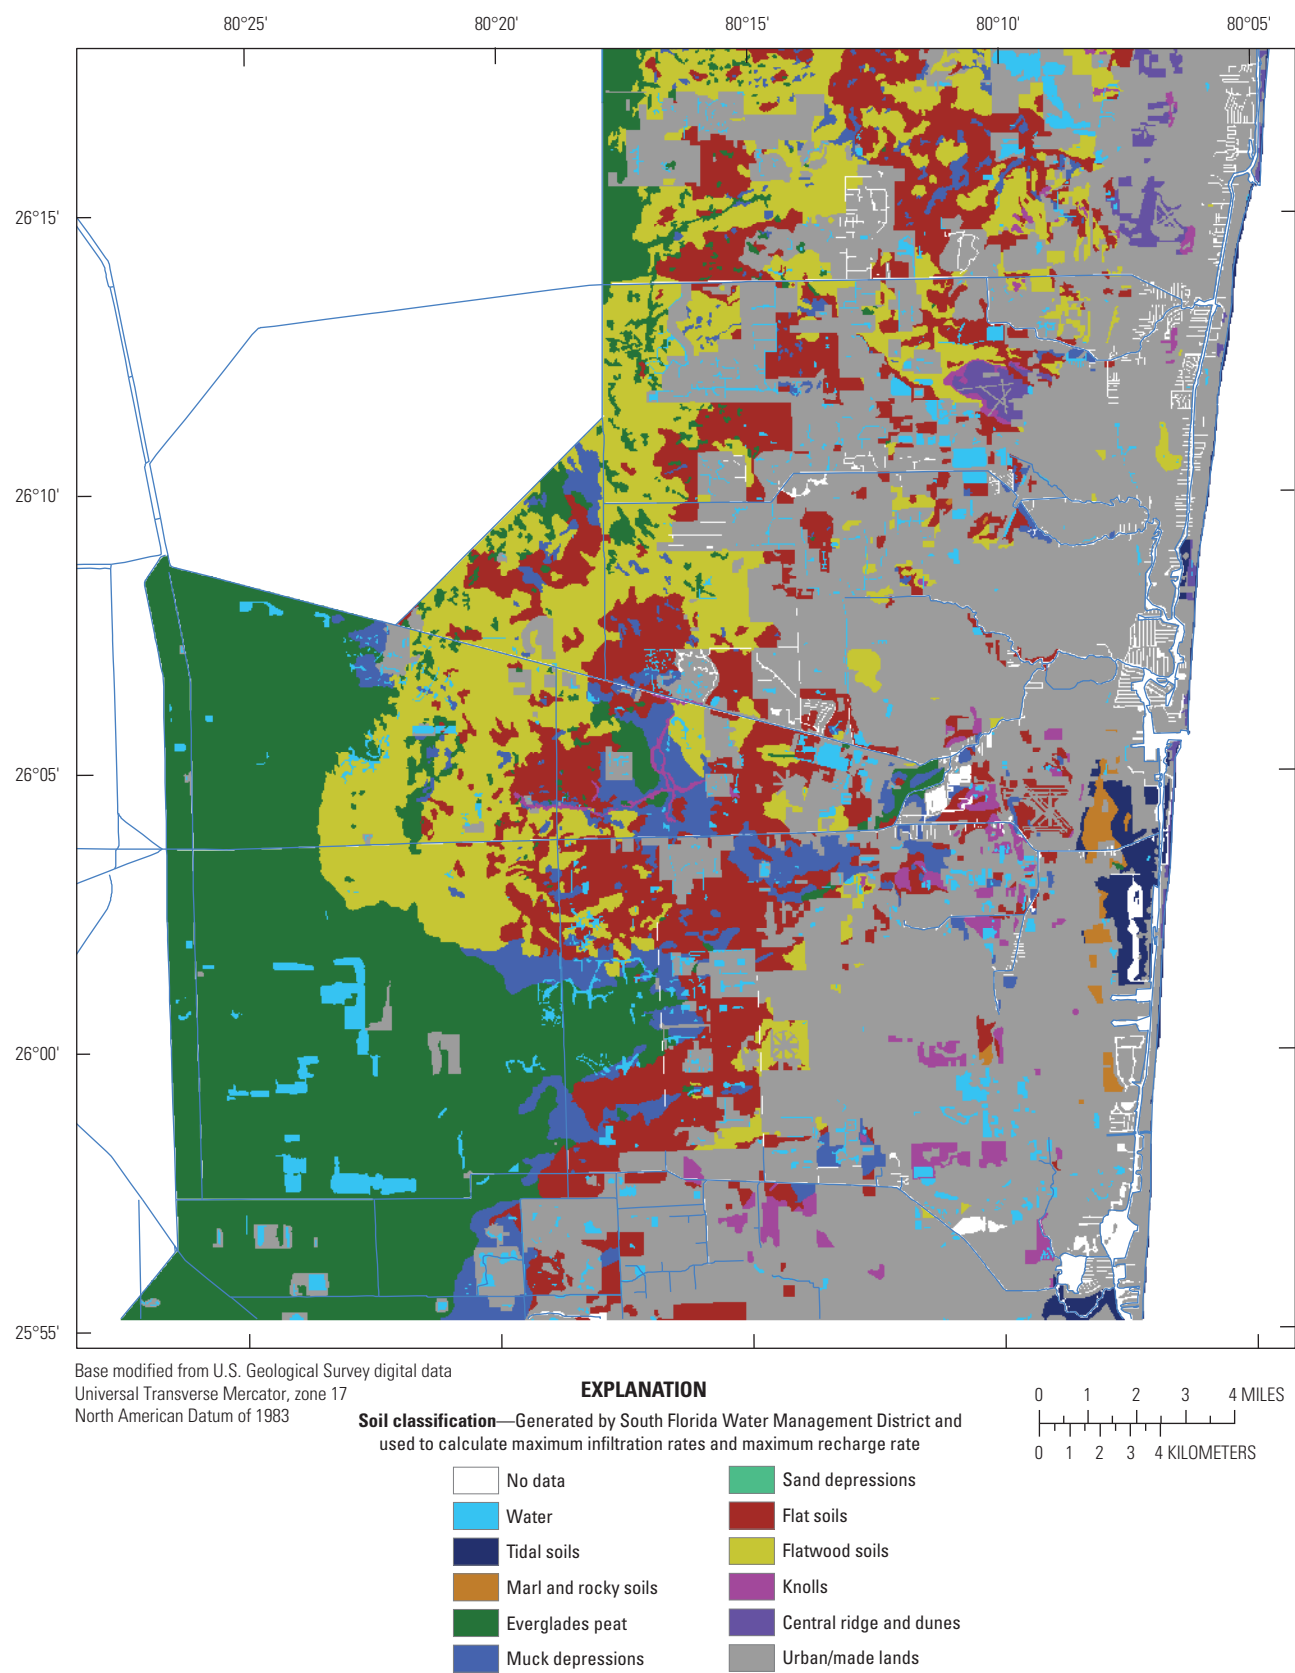 80°25' 80°20' 80°15' 80°10' 80°05'
26°15'
26°10'
26°05'
26°00'
25°55'
Base modified from U.S. Geological Survey digital data
Universal Transverse Mercator, zone 17
North American Datum of 1983
EXPLANATION
Soil classification—Generated by South Florida Water Management District and
used to calculate maximum infiltration rates and maximum recharge rate
0 1 2 3 4 MILES
0 1 2 3 4 KILOMETERS
No data
Water
Tidal soils
Marl and rocky soils
Everglades peat
Muck depressions
Sand depressions
Flat soils
Flatwood soils
Knolls
Central ridge and dunes
Urban/made lands